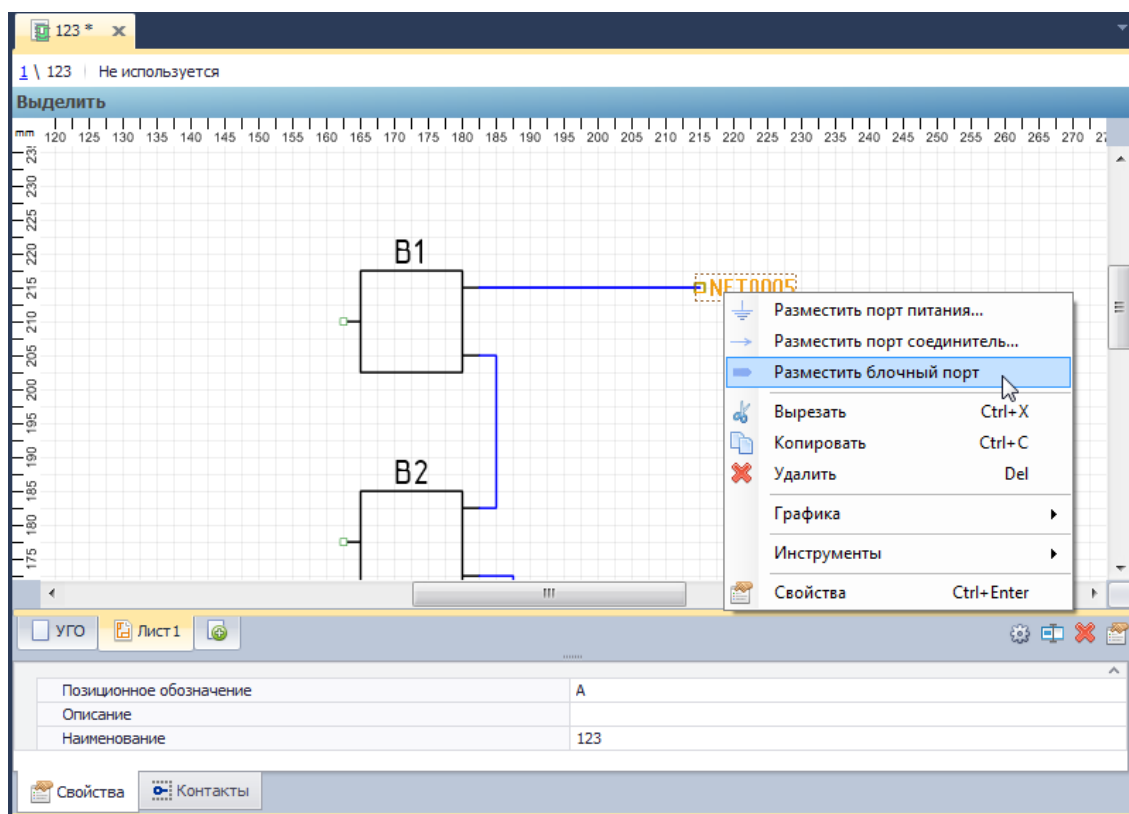 123 *
1 \ 123 Не используется
Выделить
mm 120 125 130 135 140 145 150 155 160 165 170 175 180 185 190 195 200 205 210 215 220 225 230 235 240 245 250 255 260 265 270
230
225
220
215
210
205
200
195
190
185
180
175
B1
NET0005
Разместить порт питания...
Разместить порт соединитель...
Разместить блочный порт
Вырезать Ctrl+X
Копировать Ctrl+C
Удалить Del
Графика
Инструменты
Свойства Ctrl+Enter
B2
УГО Лист1
Позиционное обозначение A
Описание
Наименование 123
Свойства Контакты